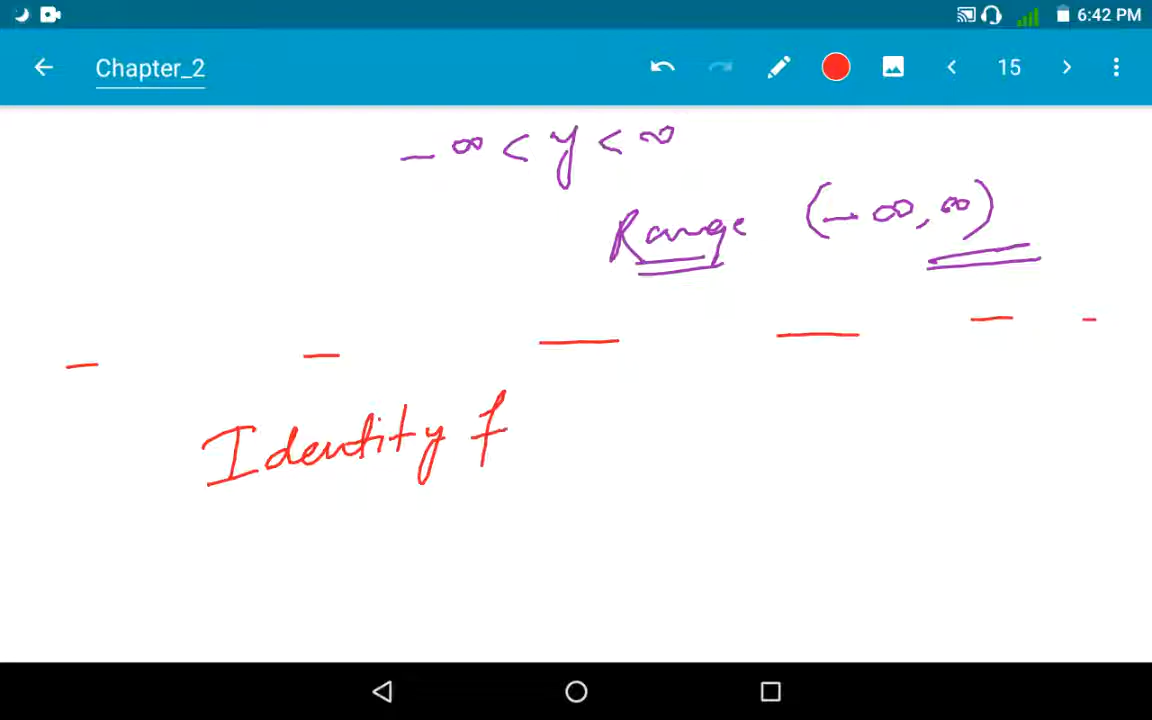 6:42 PM
Chapter_2
15
- ∞ < y < ∞
Range (- ∞, ∞)
Identity f